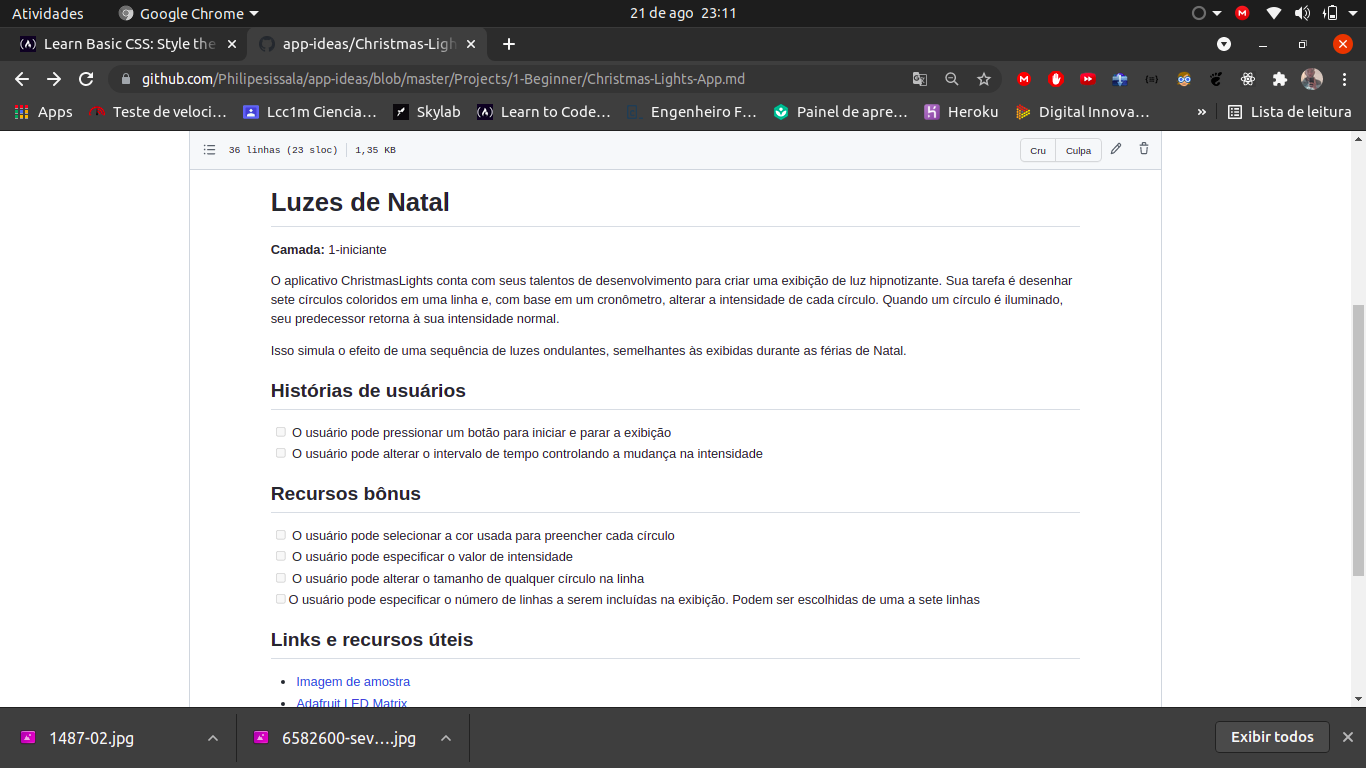 Atividades Google Chrome 21 de ago 23:11
Learn Basic CSS: Style the app-ideas/Christmas-Ligh
github.com/Philipesissala/app-ideas/blob/master/Projects/1-Beginner/Christmas-Lights-App.md
Apps Teste de veloci... Lcc1m Ciencia... Skylab Learn to Code... Engenheiro F... Painel de apre... Heroku Digital Innova... » Lista de leitura
36 linhas (23 sloc) 1,35 KB Cru Culpa
Luzes de Natal
Camada: 1-iniciante
O aplicativo ChristmasLights conta com seus talentos de desenvolvimento para criar uma exibição de luz hipnotizante. Sua tarefa é desenhar
sete círculos coloridos em uma linha e, com base em um cronômetro, alterar a intensidade de cada círculo. Quando um círculo é iluminado,
seu predecessor retorna à sua intensidade normal.
Isso simula o efeito de uma sequência de luzes ondulantes, semelhantes às exibidas durante as férias de Natal.
Histórias de usuários
O usuário pode pressionar um botão para iniciar e parar a exibição
O usuário pode alterar o intervalo de tempo controlando a mudança na intensidade
Recursos bônus
O usuário pode selecionar a cor usada para preencher cada círculo
O usuário pode especificar o valor de intensidade
O usuário pode alterar o tamanho de qualquer círculo na linha
O usuário pode especificar o número de linhas a serem incluídas na exibição. Podem ser escolhidas de uma a sete linhas
Links e recursos úteis
Imagem de amostra
Adafruit LED Matrix
1487-02.jpg 6582600-sev....jpg Exibir todos